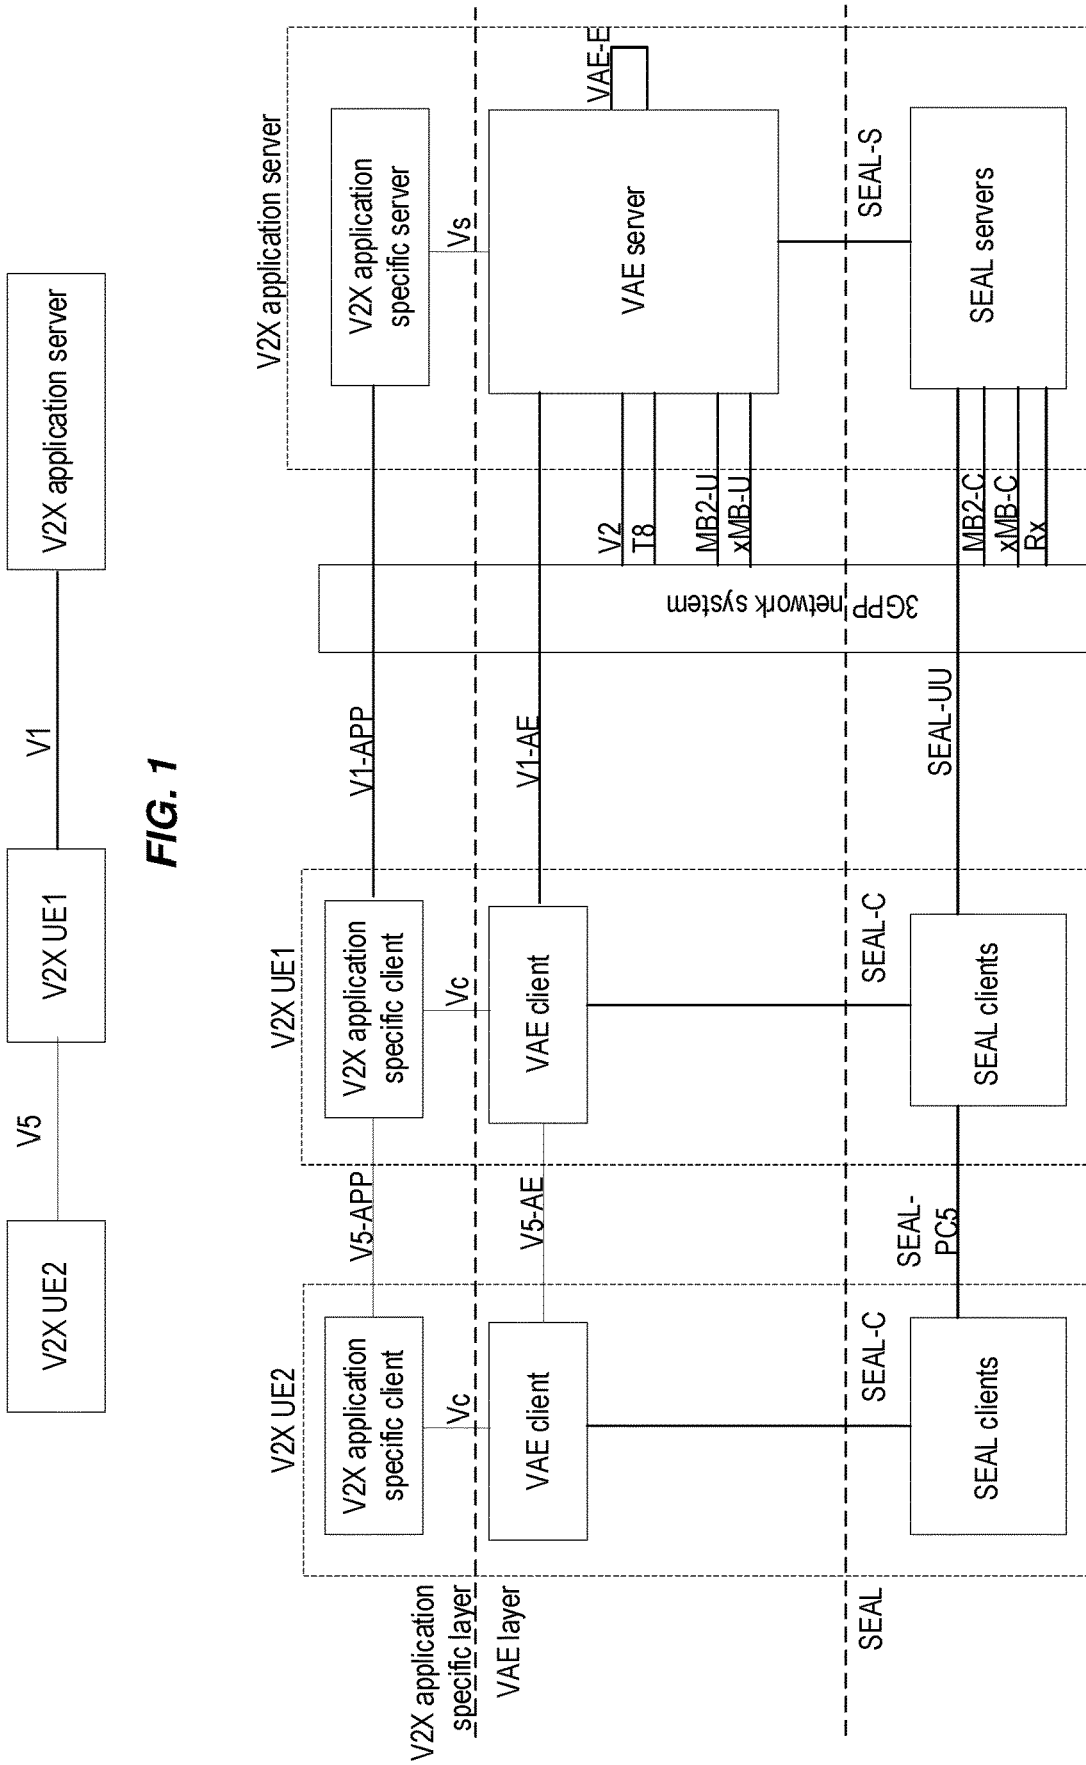 V2X UE2
V5
V2X UE1
V1
V2X application server
FIG. 1
V2X UE2
V2X UE1
V2X application server
V2X application
specific layer
V2X application
specific client
V5-APP
V2X application
specific client
V1-APP
V2X application
specific server
Vc
Vc
Vs
VAE layer
VAE client
V5-AE
VAE client
V1-AE
3GPP network system
V2
T8
MB2-U
xMB-U
VAE server
VAE-E
SEAL
SEAL-C
SEAL-C
SEAL-S
SEAL clients
SEAL-
PC5
SEAL clients
SEAL-UU
MB2-C
xMB-C
Rx
SEAL servers